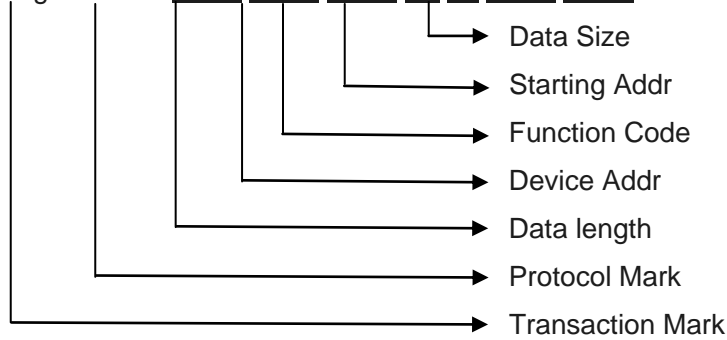 Data Size
Starting Addr
Function Code
Device Addr
Data length
Protocol Mark
Transaction Mark